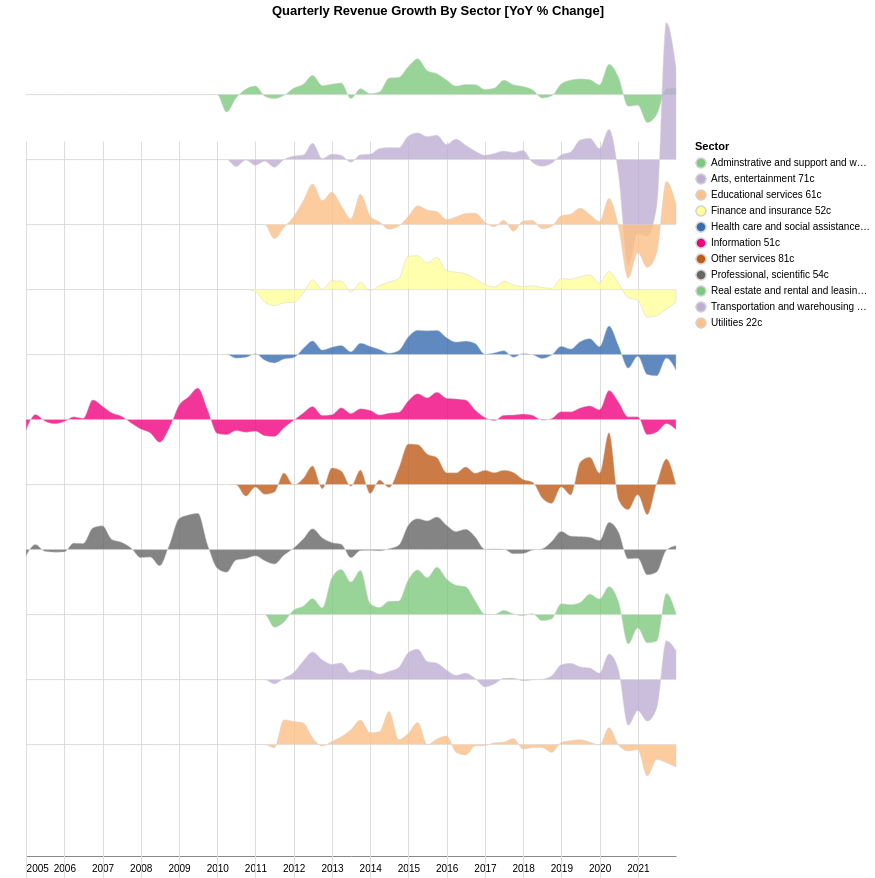 Quarterly Revenue Growth By Sector [YoY % Change]
Sector
Adminstrative and support and w...
Arts, entertainment 71c
Educational services 61c
Finance and insurance 52c
Health care and social assistance...
Information 51c
Other services 81c
Professional, scientific 54c
Real estate and rental and leasin...
Transportation and warehousing ...
Utilities 22c
2005 2006 2007 2008 2009 2010 2011 2012 2013 2014 2015 2016 2017 2018 2019 2020 2021